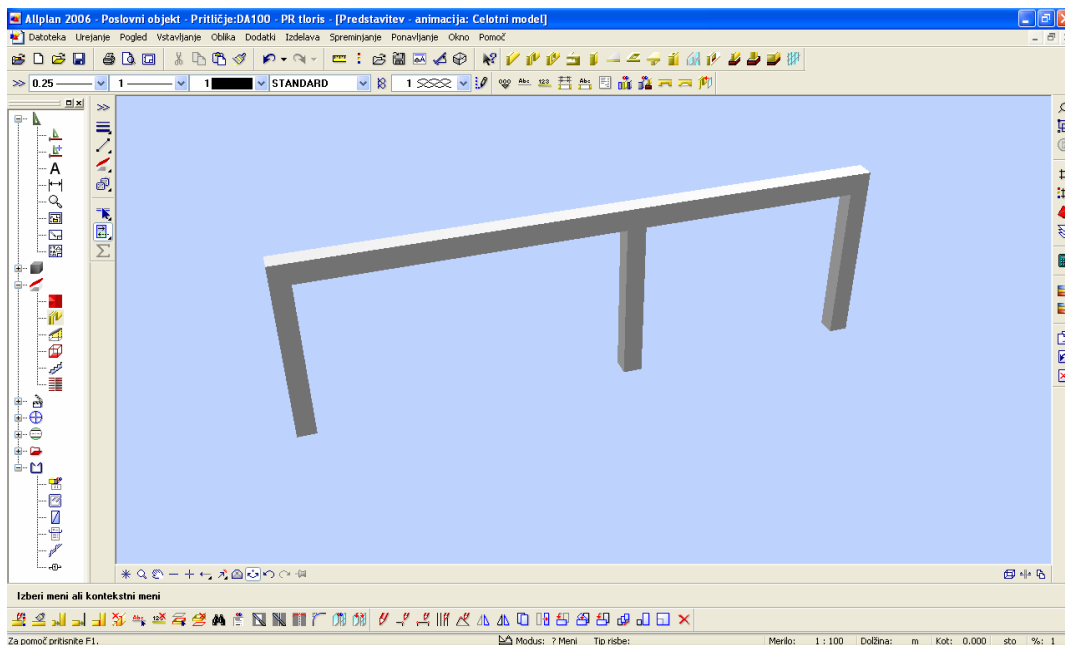 Allplan 2006 - Poslovni objekt - Pritličje:DA100 - PR tloris - [Predstavitev - animacija: Celotni model]
Datoteka Urejanje Pogled Vstavljanje Oblika Dodatki Izdelava Spreminjanje Ponavljanje Okno Pomoč
0.25 1 1 STANDARD 1
Izberi meni ali kontekstni meni
Za pomoč pritisnite F1. Modus: ? Meni Tip risbe: Merilo: 1 : 100 Dolžina: m Kot: 0.000 sto %: 1